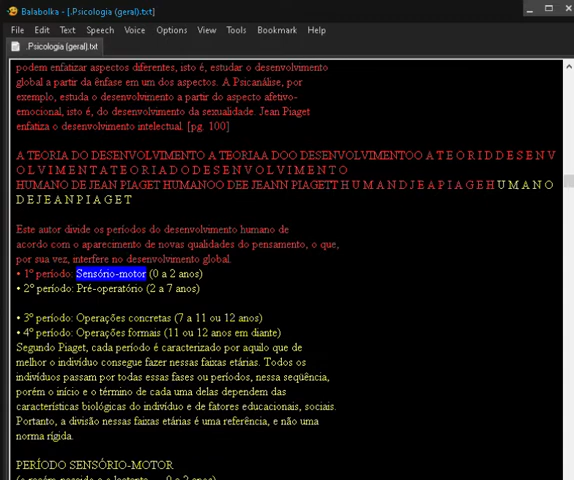 Balabolka - [.Psicologia (geral).txt]
File Edit Text Speech Voice Options View Tools Bookmark Help
.Psicologia (geral).txt
podem enfatizar aspectos diferentes, isto é, estudar o desenvolvimento
global a partir da ênfase em um dos aspectos. A Psicanálise, por
exemplo, estuda o desenvolvimento a partir do aspecto afetivo-
emocional, isto é, do desenvolvimento da sexualidade. Jean Piaget
enfatiza o desenvolvimento intelectual. [pg. 100]
A TEORIA DO DESENVOLVIMENTO A TEORIAA DOO DESENVOLVIMENTOO A T E O R I D D E S E N V
O L V I M E N T A T E O R I A D O D E S E N V O L V I M E N T O
HUMANO DE JEAN PIAGET HUMANOO DEE JEANN PIAGETT H U M A N D J E A P I A G E H U M A N O
D E J E A N P I A G E T
Este autor divide os períodos do desenvolvimento humano de
acordo com o aparecimento de novas qualidades do pensamento, o que,
por sua vez, interfere no desenvolvimento global.
• 1º período: Sensório-motor (0 a 2 anos)
• 2º período: Pré-operatório (2 a 7 anos)
• 3º período: Operações concretas (7 a 11 ou 12 anos)
• 4º período: Operações formais (11 ou 12 anos em diante)
Segundo Piaget, cada período é caracterizado por aquilo que de
melhor o indivíduo consegue fazer nessas faixas etárias. Todos os
indivíduos passam por todas essas fases ou períodos, nessa seqüência,
porém o início e o término de cada uma delas dependem das
características biológicas do indivíduo e de fatores educacionais, sociais.
Portanto, a divisão nessas faixas etárias é uma referência, e não uma
norma rígida.
PERÍODO SENSÓRIO-MOTOR